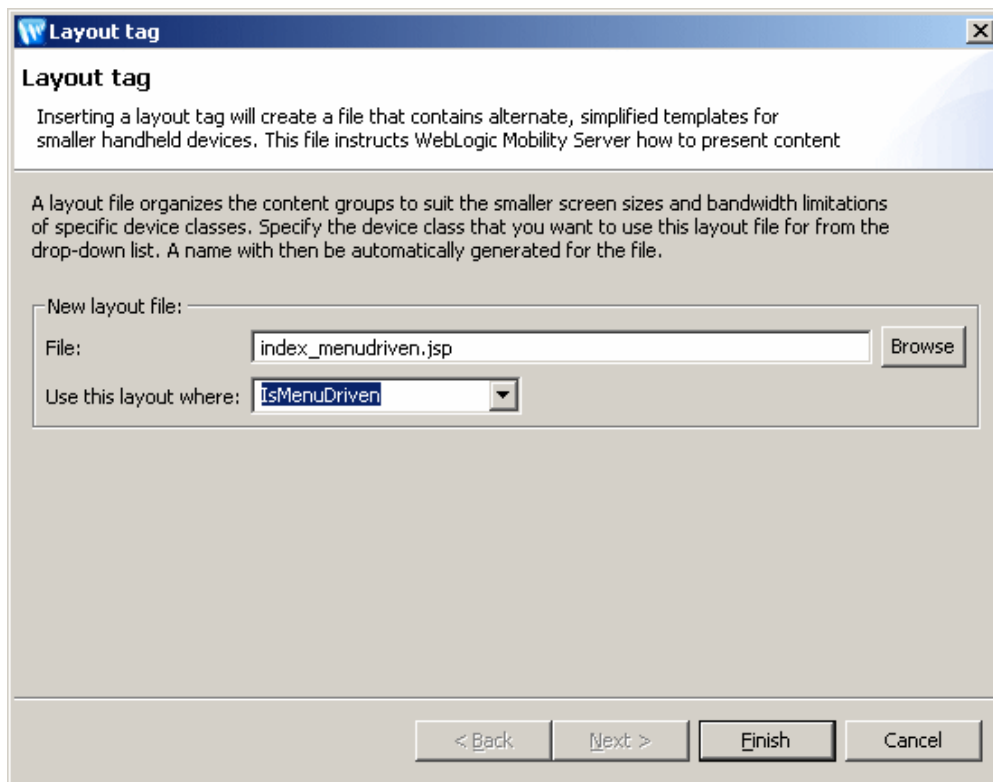 Layout tag
Layout tag
Inserting a layout tag will create a file that contains alternate, simplified templates for
smaller handheld devices. This file instructs WebLogic Mobility Server how to present content
A layout file organizes the content groups to suit the smaller screen sizes and bandwidth limitations
of specific device classes. Specify the device class that you want to use this layout file for from the
drop-down list. A name with then be automatically generated for the file.
New layout file:
File: index_menudriven.jsp Browse
Use this layout where: IsMenuDriven
< Back Next > Finish Cancel